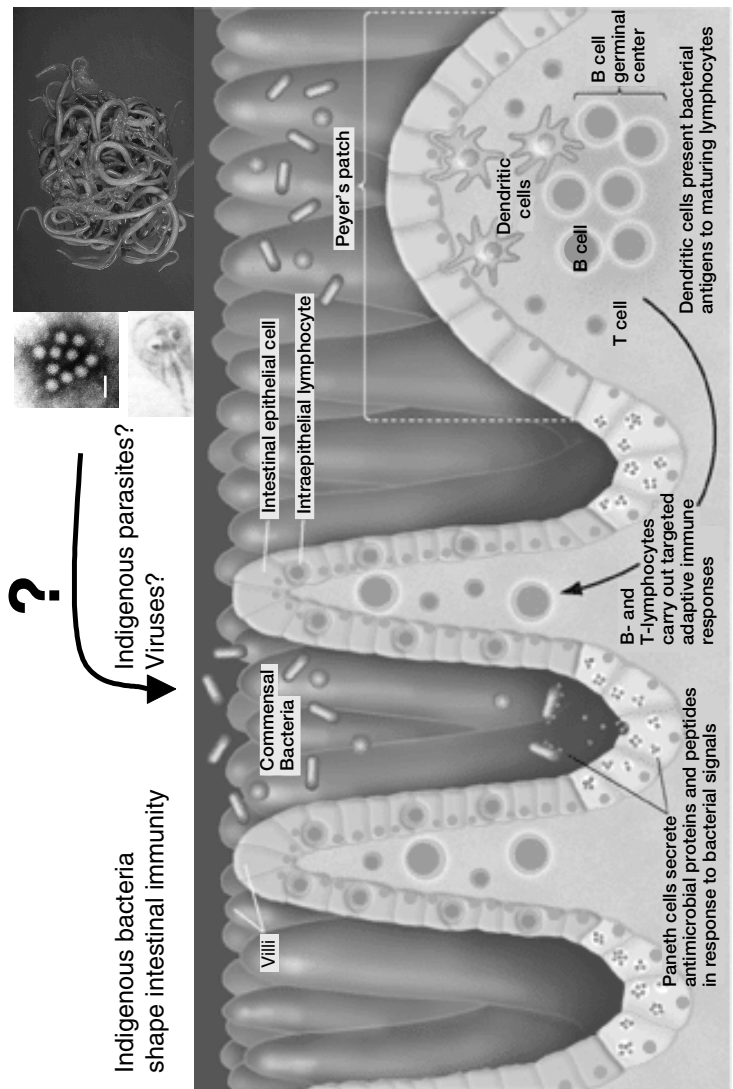 Indigenous bacteria
shape intestinal immunity
?
Indigenous parasites?
Viruses?
Villi
Commensal
Bacteria
Intestinal epithelial cell
Intraepithelial lymphocyte
Peyer's patch
Dendritic
cells
B cell
T cell
B cell
germinal
center
Paneth cells secrete
antimicrobial proteins and peptides
in response to bacterial signals
B- and
T-lymphocytes
carry out targeted
adaptive immune
responses
Dendritic cells present bacterial
antigens to maturing lymphocytes